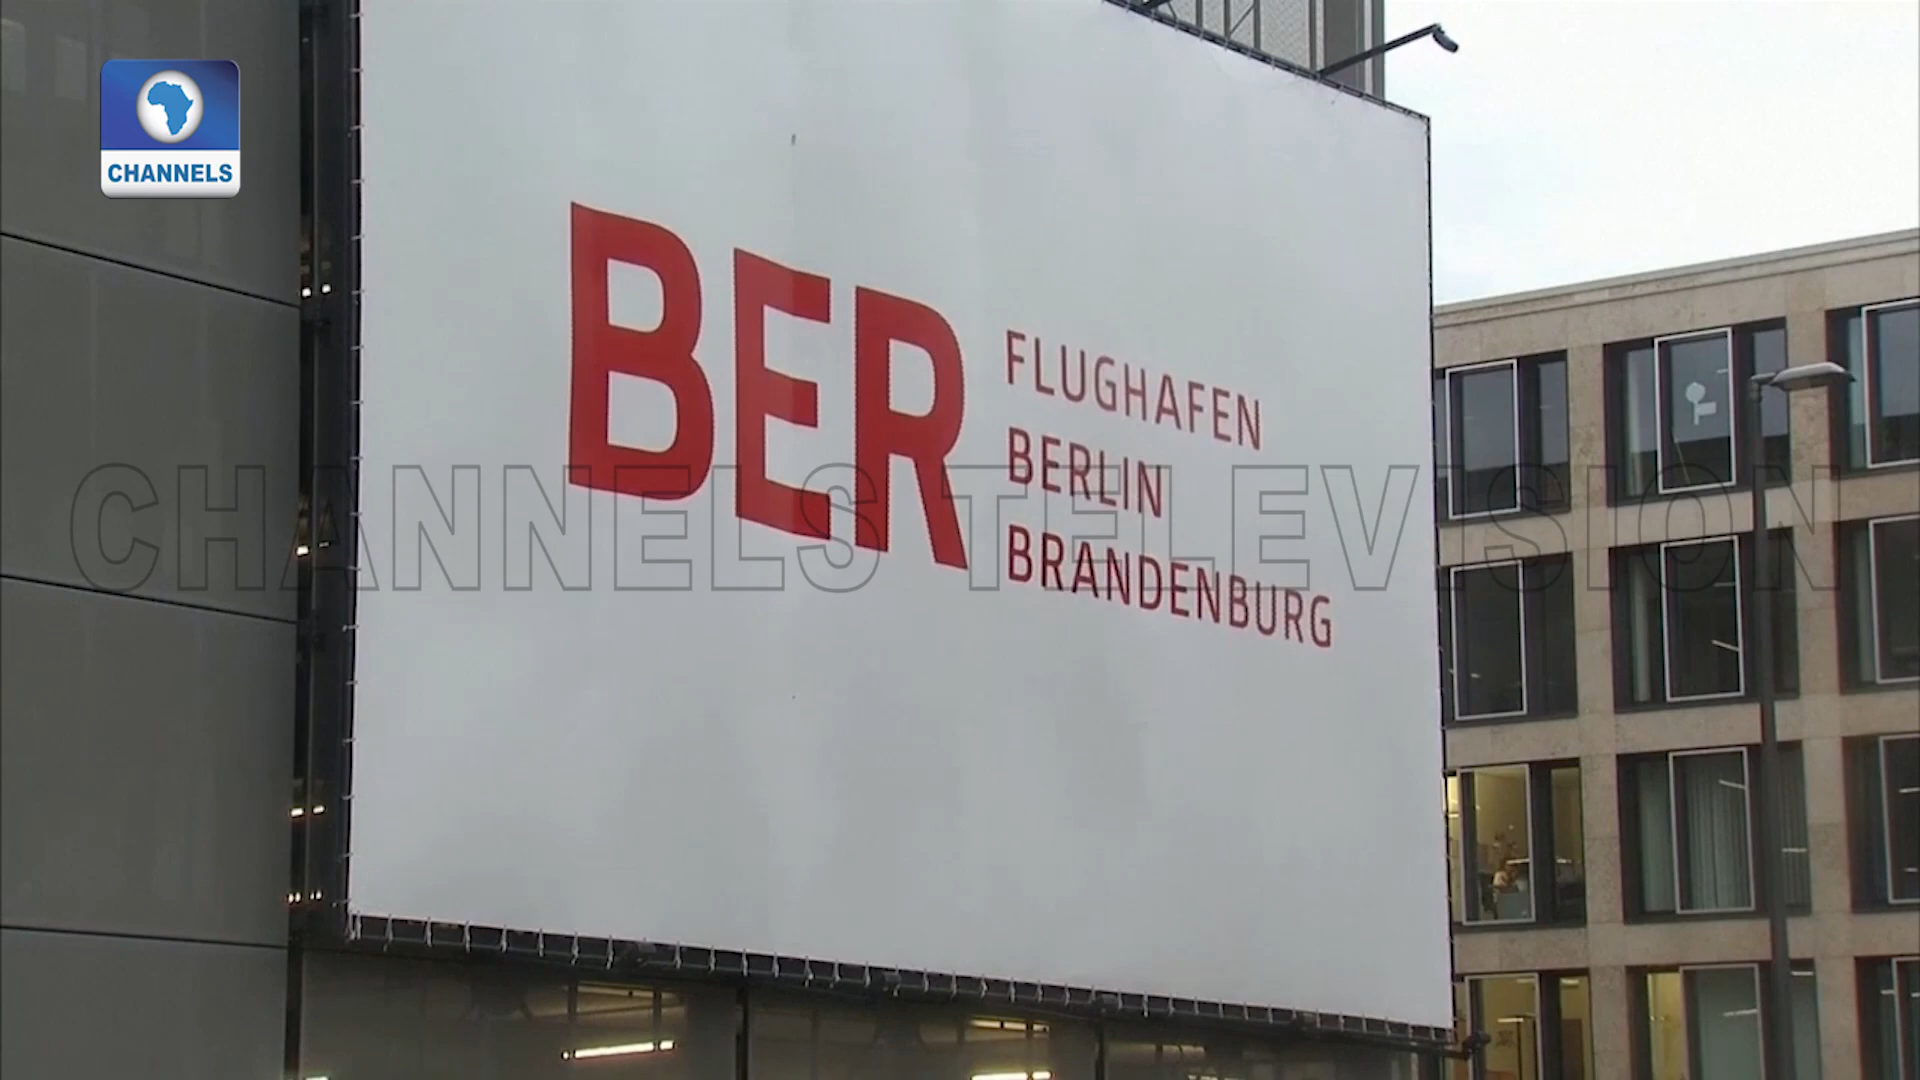 CHANNELS
BER
FLUGHAFEN
BERLIN
BRANDENBURG
CHANNELS TELEVISION